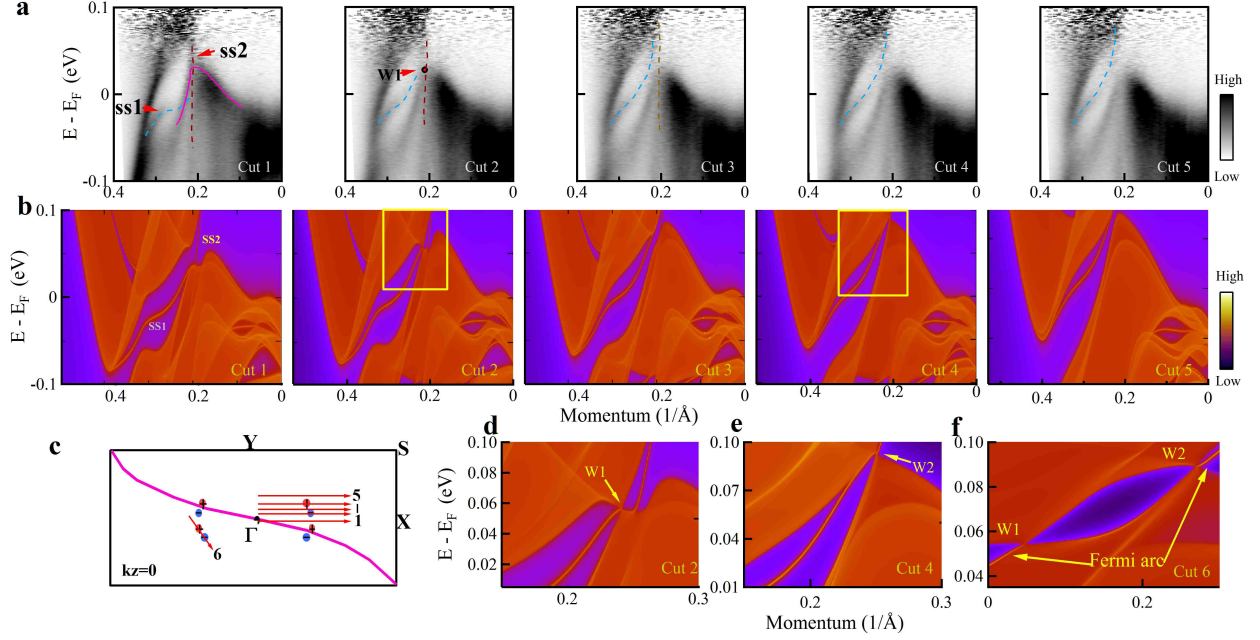 a
E - E_F (eV)
0.1
0
-0.1
ss2
ss1
Cut 1
0.4 0.2 0
W1
Cut 2
0.4 0.2 0
Cut 3
0.4 0.2 0
Cut 4
0.4 0.2 0
Cut 5
0.4 0.2 0
High
Low
b
E - E_F (eV)
0.1
0
-0.1
SS2
SS1
Cut 1
0.4 0.2 0
Cut 2
0.4 0.2 0
Cut 3
0.4 0.2 0
Cut 4
0.4 0.2 0
Cut 5
0.4 0.2 0
High
Low
Momentum (1/Å)
c
Y S
X
Γ
5
1
6
+ + + +
− − − −
kz=0
d
E - E_F (eV)
0.10
0.08
0.06
0.04
0.02
W1
Cut 2
0.2 0.3
e
0.10
0.07
0.04
0.01
W2
Cut 4
0.2 0.3
Momentum (1/Å)
f
0.10
0.08
0.06
0.04
W2
W1
Fermi arc
Cut 6
0 0.2